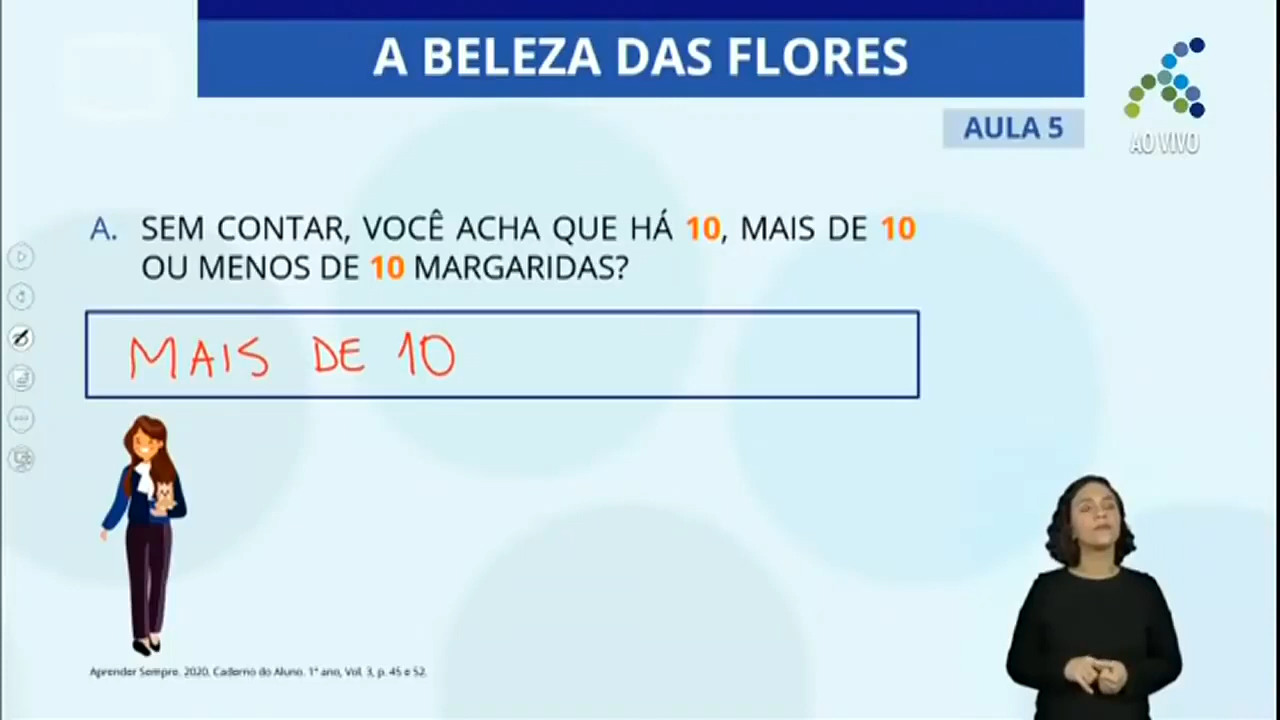 A BELEZA DAS FLORES
AULA 5
AO VIVO
A. SEM CONTAR, VOCÊ ACHA QUE HÁ 10, MAIS DE 10
OU MENOS DE 10 MARGARIDAS?
MAIS DE 10
Aprender Sempre, 2020, Caderno do Aluno, 1º ano, Vol. 3, p. 45 e 52.